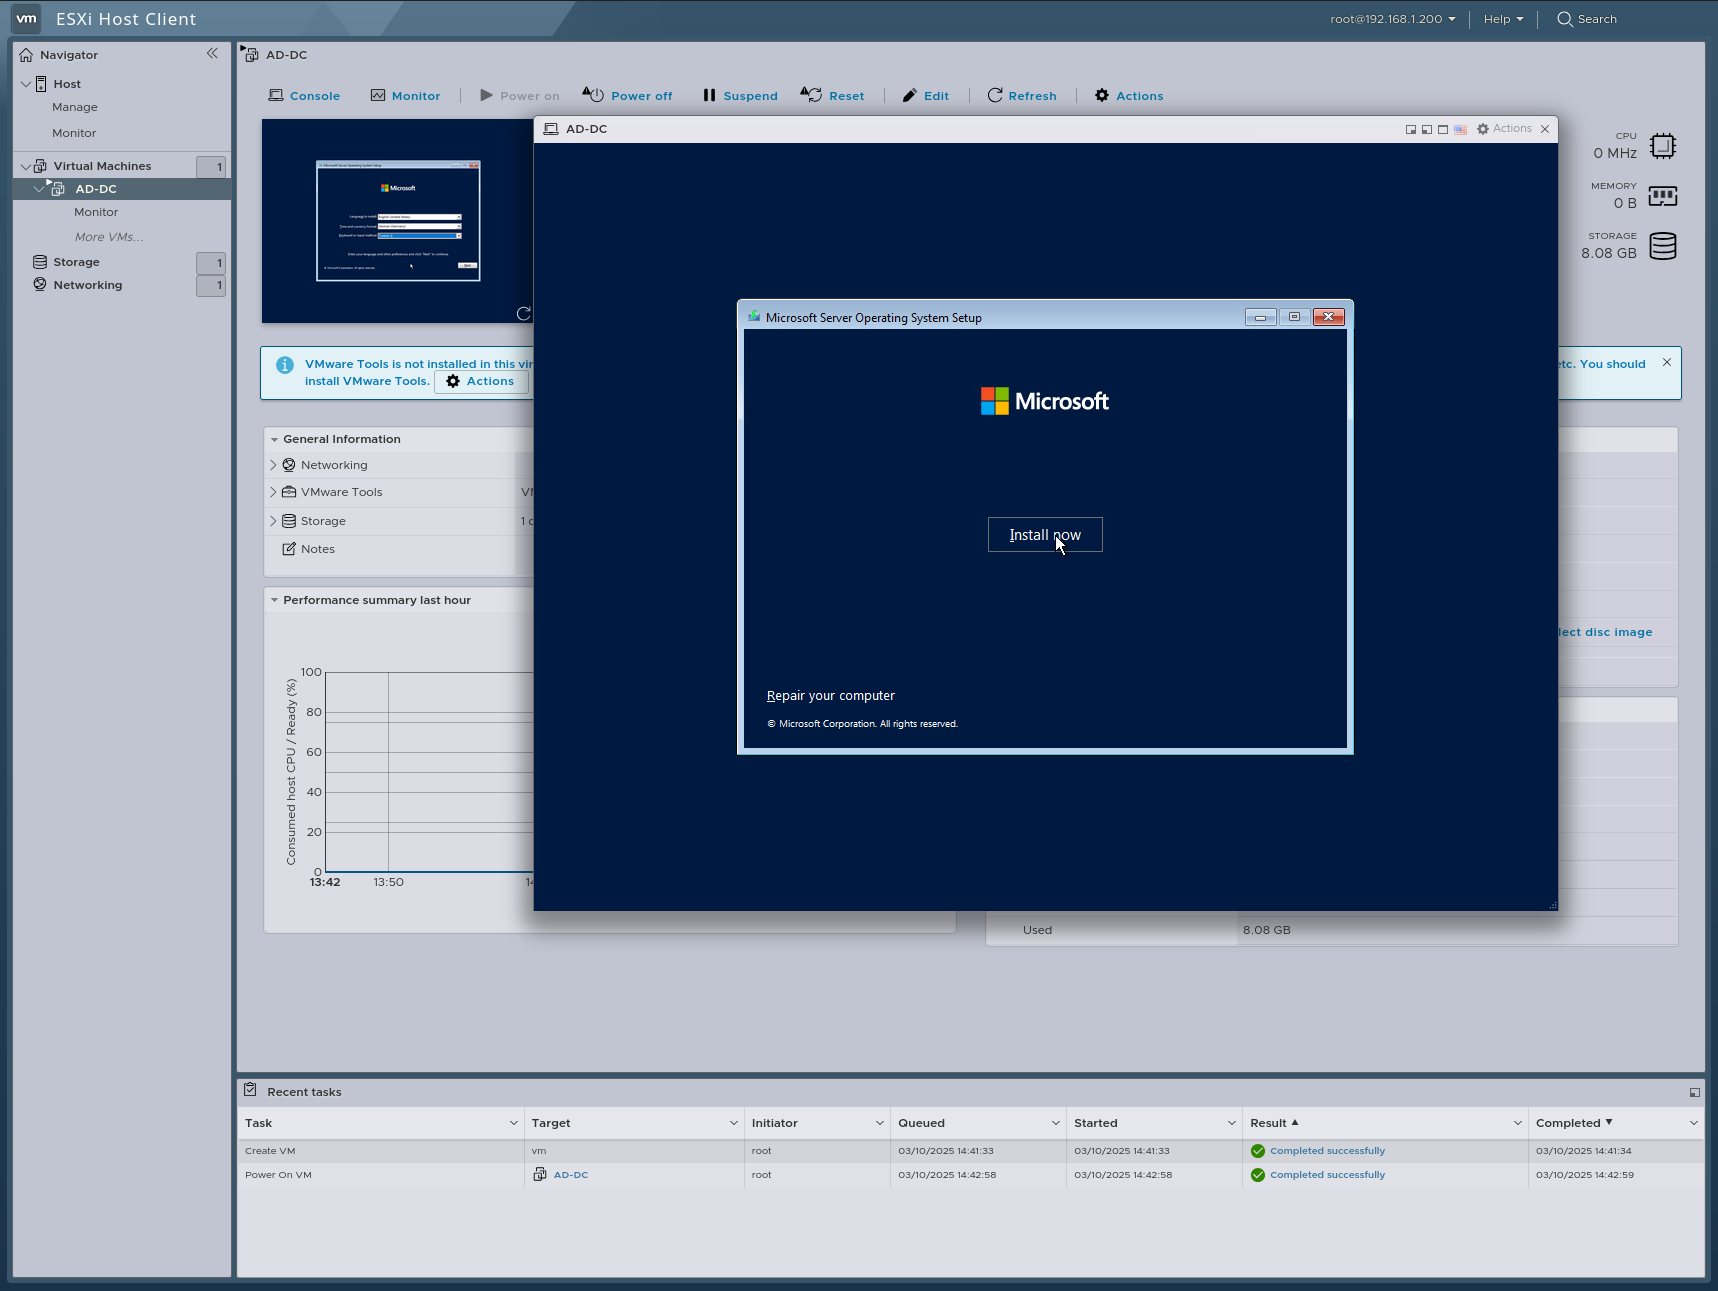 vm ESXi Host Client
root@192.168.1.200
Help
Search
Navigator
Host
Manage
Monitor
Virtual Machines 1
AD-DC
Monitor
More VMs...
Storage 1
Networking 1
AD-DC
Console
Monitor
Power on
Power off
Suspend
Reset
Edit
Refresh
Actions
Microsoft
CPU
0 MHz
MEMORY
0 B
STORAGE
8.08 GB
VMware Tools is not installed in this
install VMware Tools.
Actions
etc. You should
General Information
Networking
VMware Tools
Storage
1
Notes
Performance summary last hour
Consumed host CPU / Ready (%)
100
80
60
40
20
0
13:42
13:50
AD-DC
Actions
Microsoft Server Operating System Setup
Microsoft
Install now
Repair your computer
© Microsoft Corporation. All rights reserved.
disc image
Used 8.08 GB
Recent tasks
Task Target Initiator Queued Started Result Completed
Create VM vm root 03/10/2025 14:41:33 03/10/2025 14:41:33 Completed successfully 03/10/2025 14:41:34
Power On VM AD-DC root 03/10/2025 14:42:58 03/10/2025 14:42:58 Completed successfully 03/10/2025 14:42:59